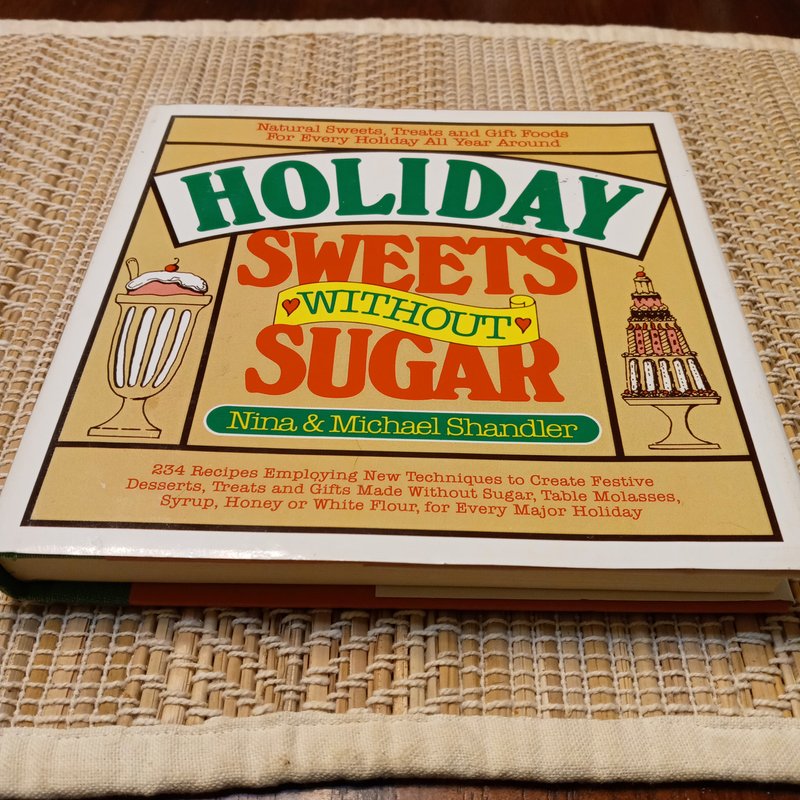 Natural Sweets, Treats and Gift Foods
For Every Holiday All Year Around
HOLIDAY
SWEETS
WITHOUT
SUGAR
Nina & Michael Shandler
234 Recipes Employing New Techniques to Create Festive
Desserts, Treats and Gifts Made Without Sugar, Table Molasses,
Syrup, Honey or White Flour, for Every Major Holiday